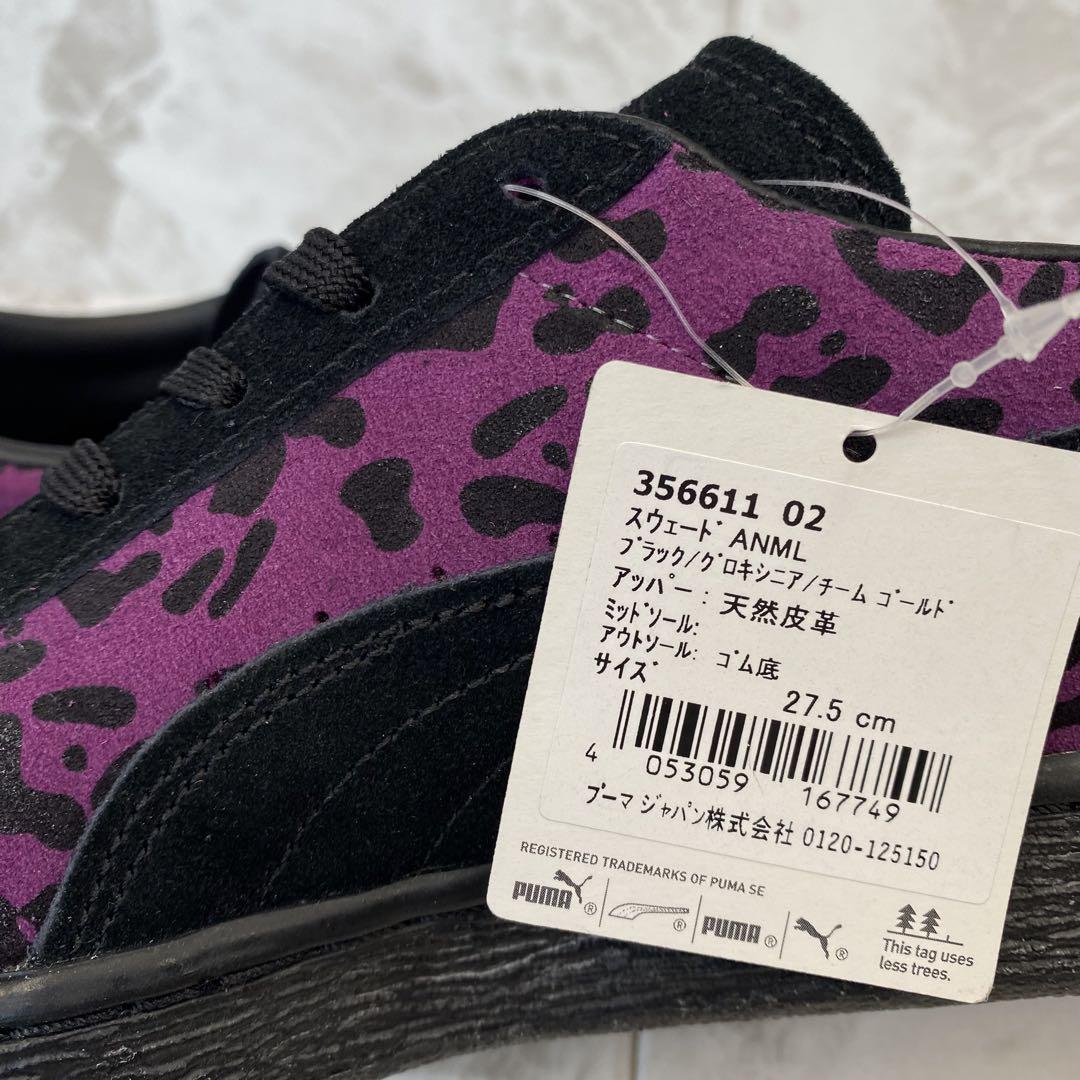 356611 02
スウェード ANML
ブラック/グロキシニア/チーム ゴールド
アッパー: 天然皮革
ミッドソール:
アウトソール: ゴム底
サイズ
27.5 cm
4 053059 167749
プーマ ジャパン株式会社 0120-125150
REGISTERED TRADEMARKS OF PUMA SE
PUMA® ® PUMA® ®
This tag uses
less trees.